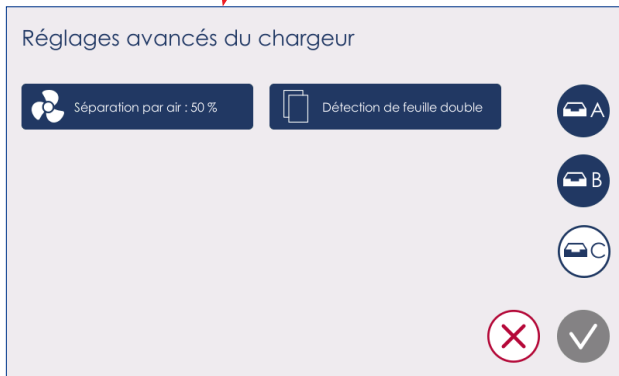 Réglages avancés du chargeur
Séparation par air : 50 %
Détection de feuille double
A
B
C